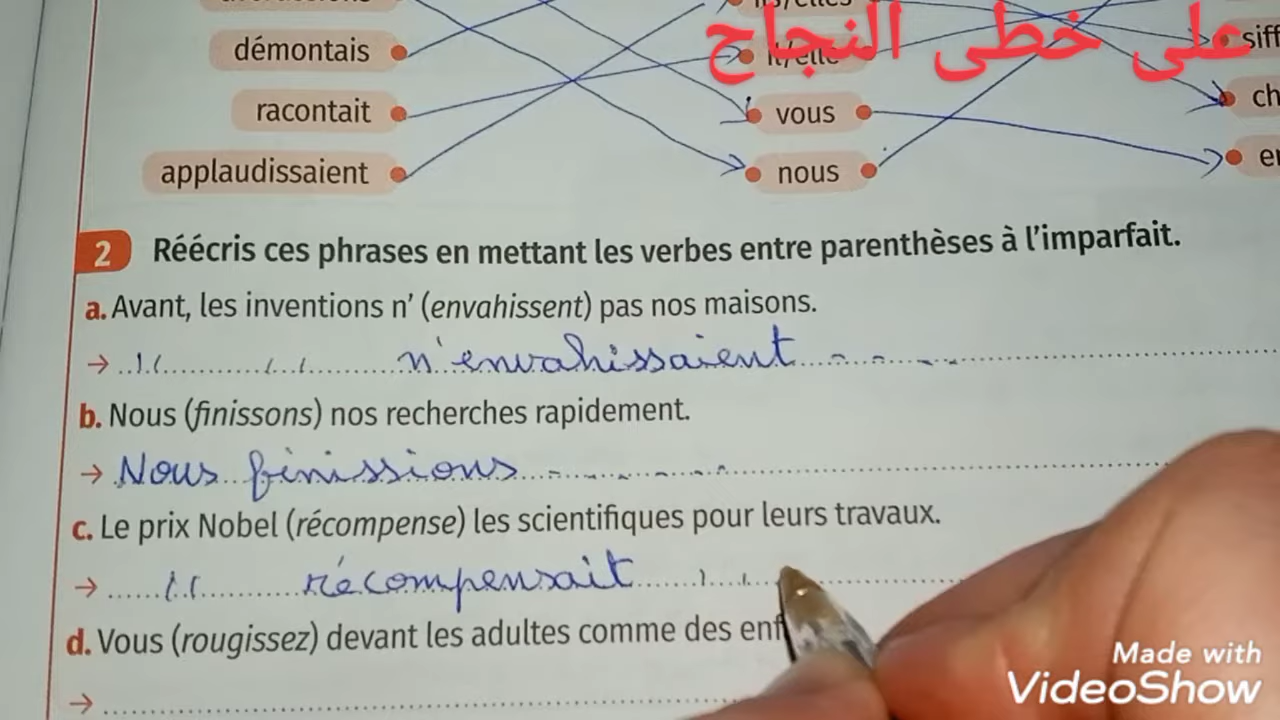 démontais
racontait
applaudissaient
il/elle
vous
nous
على خطى النجاح
2 Réécris ces phrases en mettant les verbes entre parenthèses à l'imparfait.
a. Avant, les inventions n' (envahissent) pas nos maisons.
→ n'envahissaient
b. Nous (finissons) nos recherches rapidement.
→ Nous finissions
c. Le prix Nobel (récompense) les scientifiques pour leurs travaux.
→ récompensait
d. Vous (rougissez) devant les adultes comme des
→
Made with
VideoShow